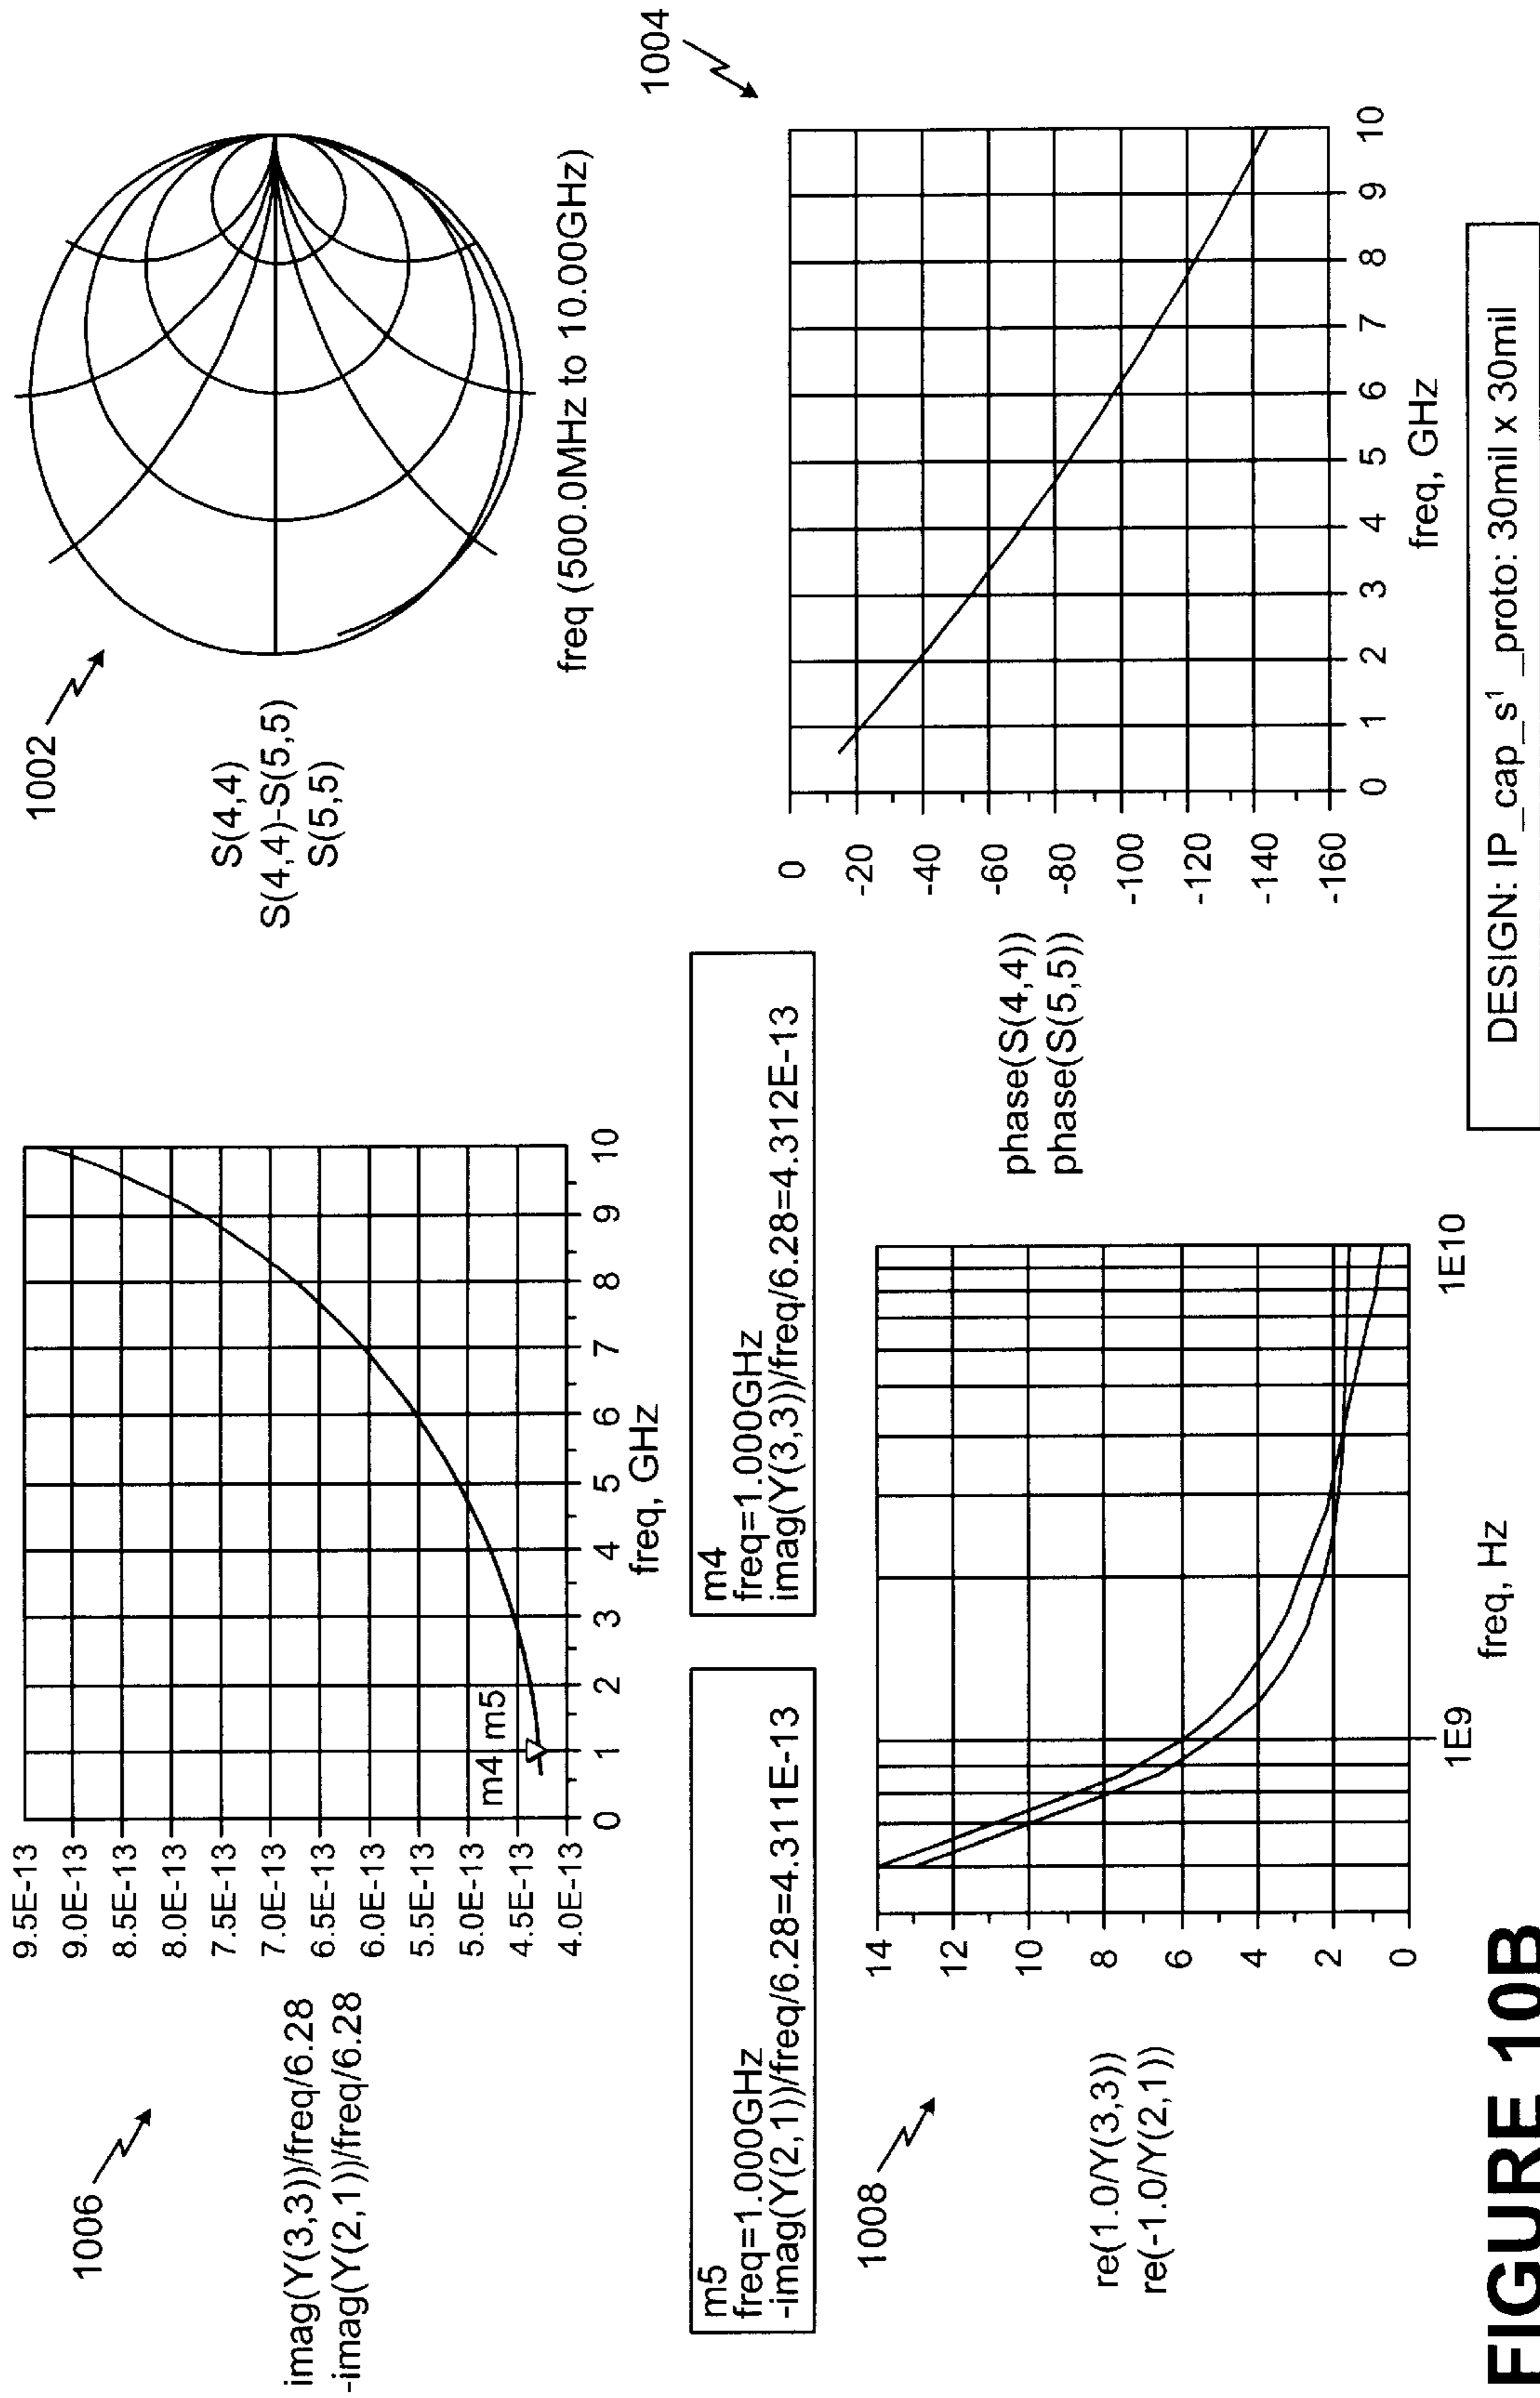 1006
imag(Y(3,3))/freq/6.28
-imag(Y(2,1))/freq/6.28
9.5E-13
9.0E-13
8.5E-13
8.0E-13
7.5E-13
7.0E-13
6.5E-13
6.0E-13
5.5E-13
5.0E-13
4.5E-13
4.0E-13
m4 m5
0 1 2 3 4 5 6 7 8 9 10
freq, GHz
1002
S(4,4)
S(4,4)-S(5,5)
S(5,5)
freq (500.0MHz to 10.00GHz)
m5
freq=1.000GHz
-imag(Y(2,1))/freq/6.28=4.311E-13
m4
freq=1.000GHz
imag(Y(3,3))/freq/6.28=4.312E-13
1008
re(1.0/Y(3,3))
re(-1.0/Y(2,1))
14
12
10
8
6
4
2
0
1E9
1E10
freq, Hz
1004
phase(S(4,4))
phase(S(5,5))
0
-20
-40
-60
-80
-100
-120
-140
-160
0 1 2 3 4 5 6 7 8 9 10
freq, GHz
DESIGN: IP_cap_s¹_proto: 30mil x 30mil
FIGURE 10B